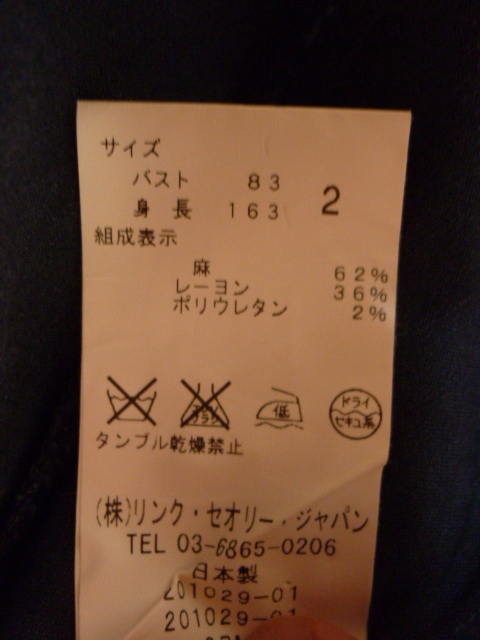 サイズ
バスト 83
2
身長 163
組成表示
麻 62%
レーヨン 36%
ポリウレタン 2%
低
ドライ
セキユ系
タンブル乾燥禁止
(株)リンク・セオリー・ジャパン
TEL 03-6865-0206
日本製
201029-01
201029-01